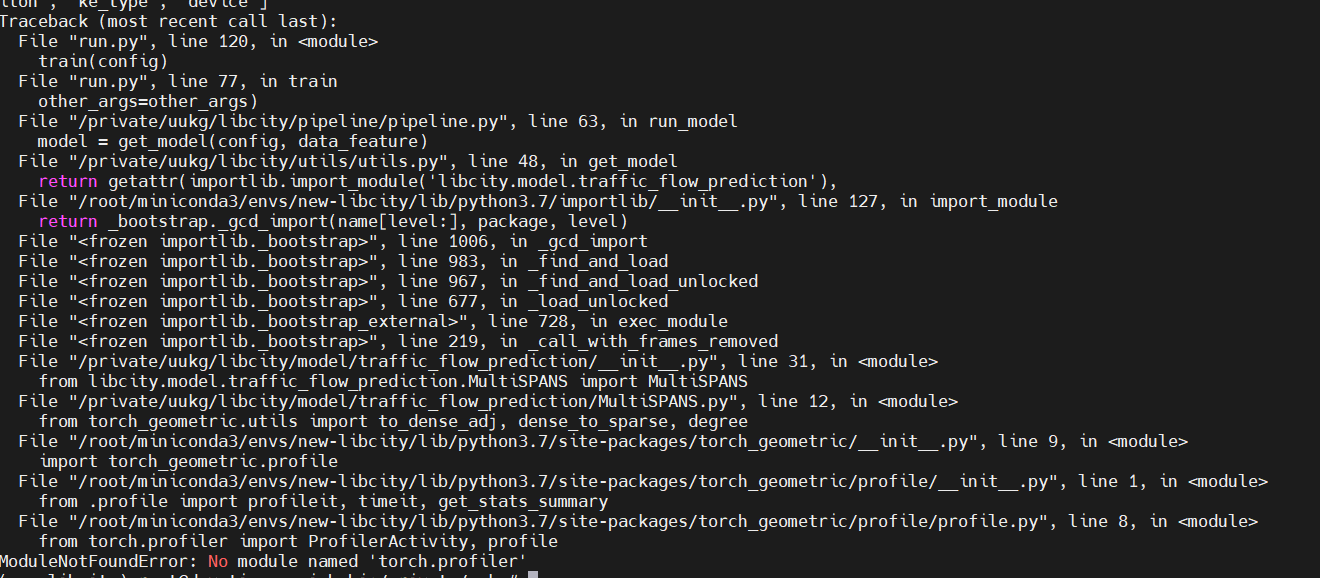 'ke_type', 'device']
Traceback (most recent call last):
  File "run.py", line 120, in <module>
    train(config)
  File "run.py", line 77, in train
    other_args=other_args)
  File "/private/uukg/libcity/pipeline/pipeline.py", line 63, in run_model
    model = get_model(config, data_feature)
  File "/private/uukg/libcity/utils/utils.py", line 48, in get_model
    return getattr(importlib.import_module('libcity.model.traffic_flow_prediction'),
  File "/root/miniconda3/envs/new-libcity/lib/python3.7/importlib/__init__.py", line 127, in import_module
    return _bootstrap._gcd_import(name[level:], package, level)
  File "<frozen importlib._bootstrap>", line 1006, in _gcd_import
  File "<frozen importlib._bootstrap>", line 983, in _find_and_load
  File "<frozen importlib._bootstrap>", line 967, in _find_and_load_unlocked
  File "<frozen importlib._bootstrap>", line 677, in _load_unlocked
  File "<frozen importlib._bootstrap_external>", line 728, in exec_module
  File "<frozen importlib._bootstrap>", line 219, in _call_with_frames_removed
  File "/private/uukg/libcity/model/traffic_flow_prediction/__init__.py", line 31, in <module>
    from libcity.model.traffic_flow_prediction.MultiSPANS import MultiSPANS
  File "/private/uukg/libcity/model/traffic_flow_prediction/MultiSPANS.py", line 12, in <module>
    from torch_geometric.utils import to_dense_adj, dense_to_sparse, degree
  File "/root/miniconda3/envs/new-libcity/lib/python3.7/site-packages/torch_geometric/__init__.py", line 9, in <module>
    import torch_geometric.profile
  File "/root/miniconda3/envs/new-libcity/lib/python3.7/site-packages/torch_geometric/profile/__init__.py", line 1, in <module>
    from .profile import profileit, timeit, get_stats_summary
  File "/root/miniconda3/envs/new-libcity/lib/python3.7/site-packages/torch_geometric/profile/profile.py", line 8, in <module>
    from torch.profiler import ProfilerActivity, profile
ModuleNotFoundError: No module named 'torch.profiler'